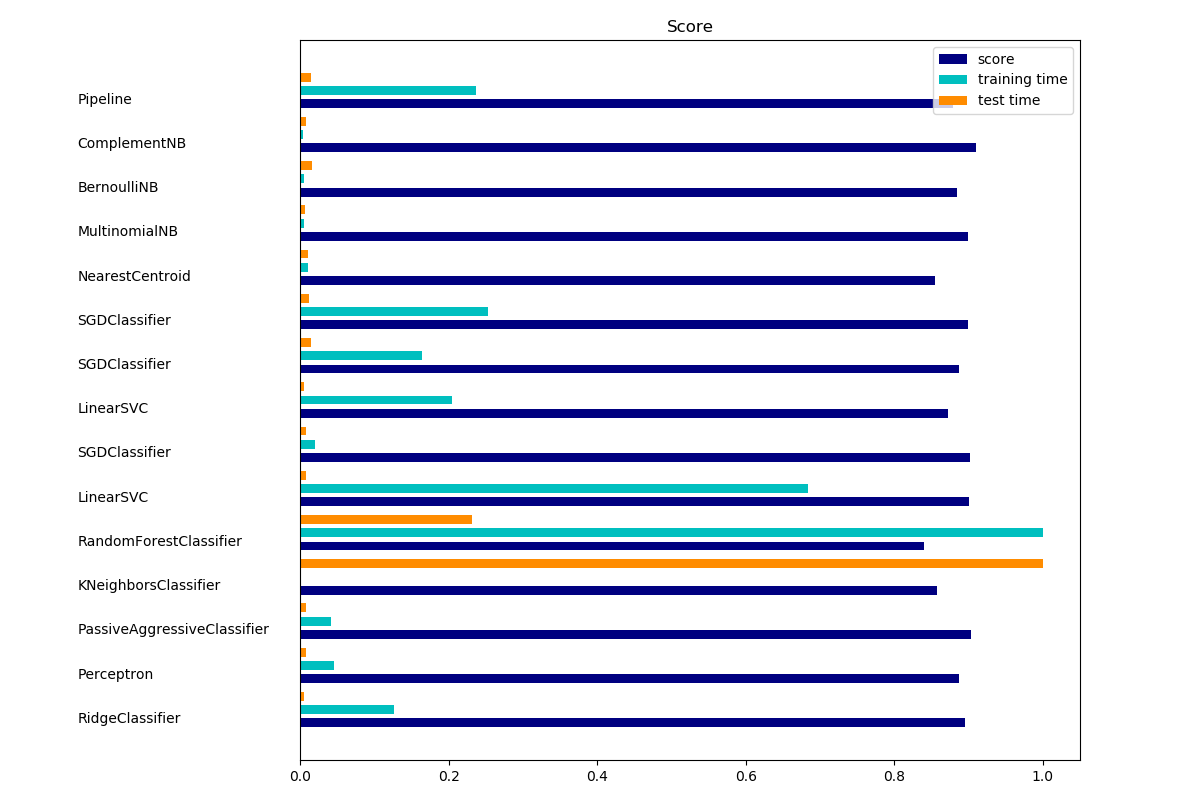 Score
score
training time
test time
Pipeline
ComplementNB
BernoulliNB
MultinomialNB
NearestCentroid
SGDClassifier
SGDClassifier
LinearSVC
SGDClassifier
LinearSVC
RandomForestClassifier
KNeighborsClassifier
PassiveAggressiveClassifier
Perceptron
RidgeClassifier
0.0 0.2 0.4 0.6 0.8 1.0